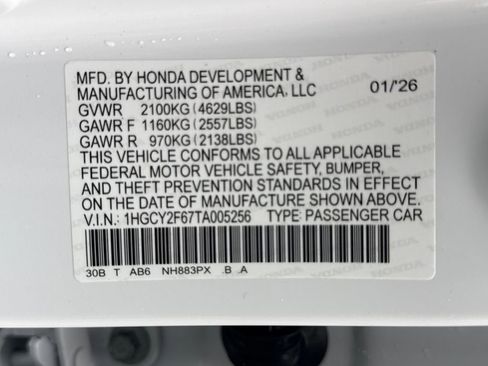 MFD. BY HONDA DEVELOPMENT &
MANUFACTURING OF AMERICA, LLC 01/'26
GVWR 2100KG (4629LBS)
GAWR F 1160KG (2557LBS)
GAWR R 970KG (2138LBS)
THIS VEHICLE CONFORMS TO ALL APPLICABLE
FEDERAL MOTOR VEHICLE SAFETY, BUMPER,
AND THEFT PREVENTION STANDARDS IN EFFECT
ON THE DATE OF MANUFACTURE SHOWN ABOVE.
V.I.N.: 1HGCY2F67TA005256 TYPE: PASSENGER CAR
30B T AB6 NH883PX .B .A